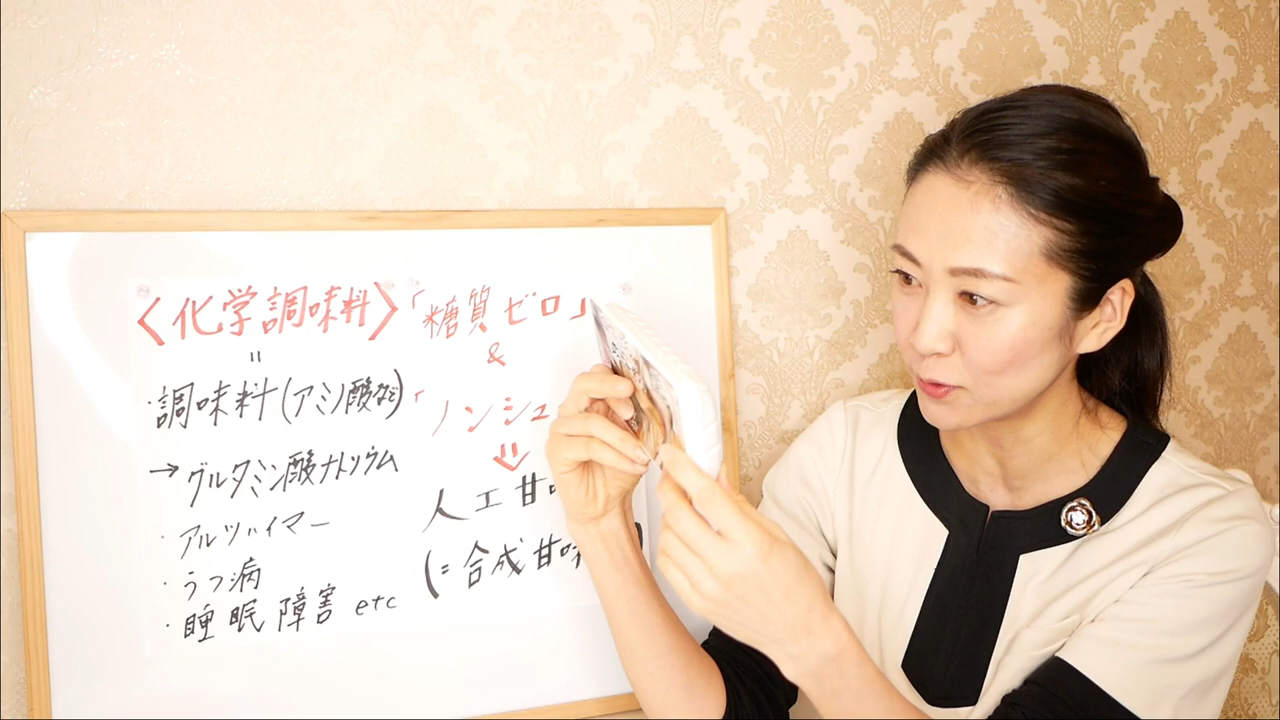 〈化学調味料〉
〃
・調味料(アミノ酸など)
→グルタミン酸ナトリウム
・アルツハイマー
・うつ病
・睡眠障害 etc
「糖質ゼロ」
&
「ノンシュ
⇓
人工甘味
(=合成甘味